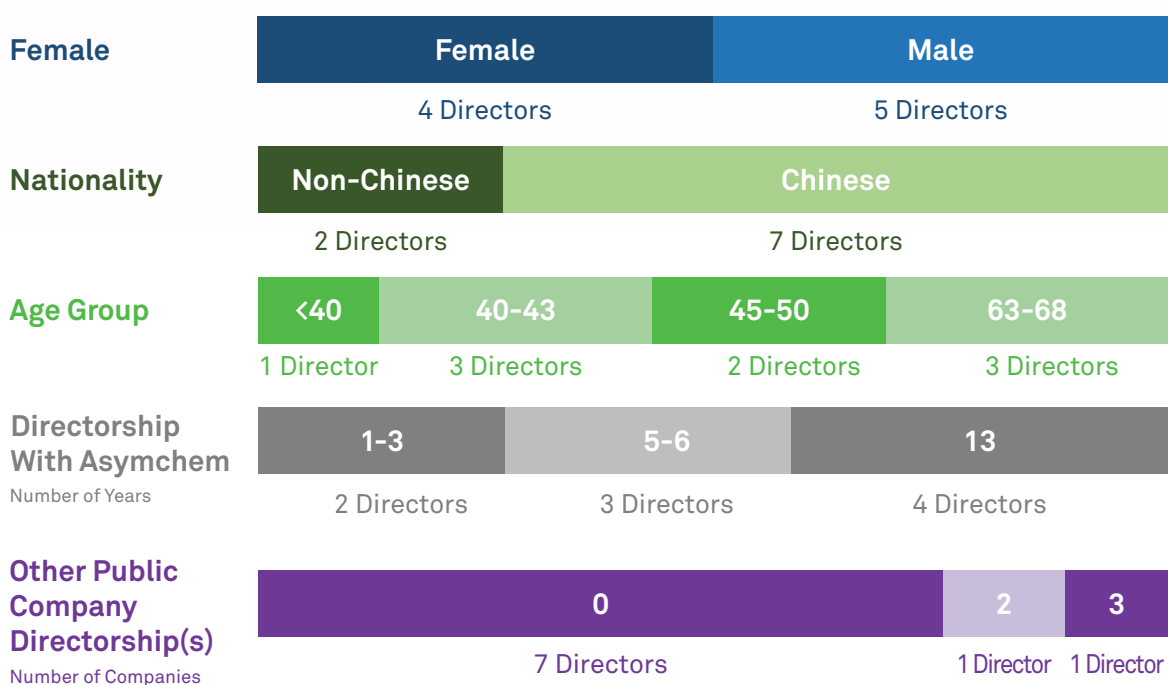 Female
Female
Male
4 Directors
5 Directors
Nationality
Non-Chinese
Chinese
2 Directors
7 Directors
Age Group
<40
40-43
45-50
63-68
1 Director
3 Directors
2 Directors
3 Directors
Directorship
With Asymchem
Number of Years
1-3
5-6
13
2 Directors
3 Directors
4 Directors
Other Public
Company
Directorship(s)
Number of Companies
0
2
3
7 Directors
1 Director
1 Director